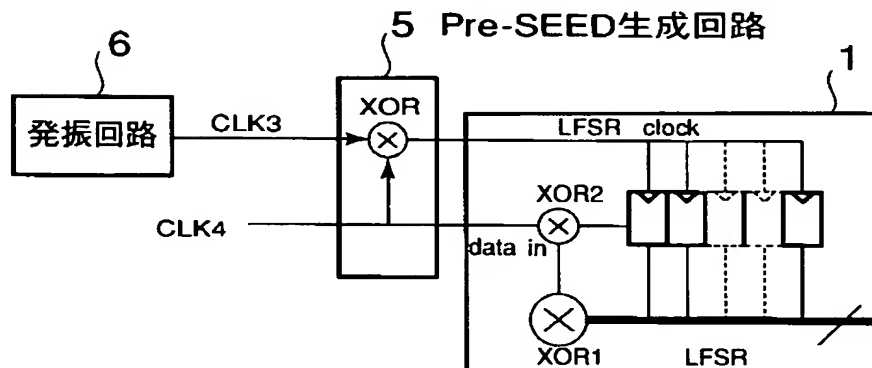 5 Pre-SEED生成回路
6
1
XOR
発振回路
CLK3
LFSR clock
XOR2
CLK4
data in
XOR1
LFSR